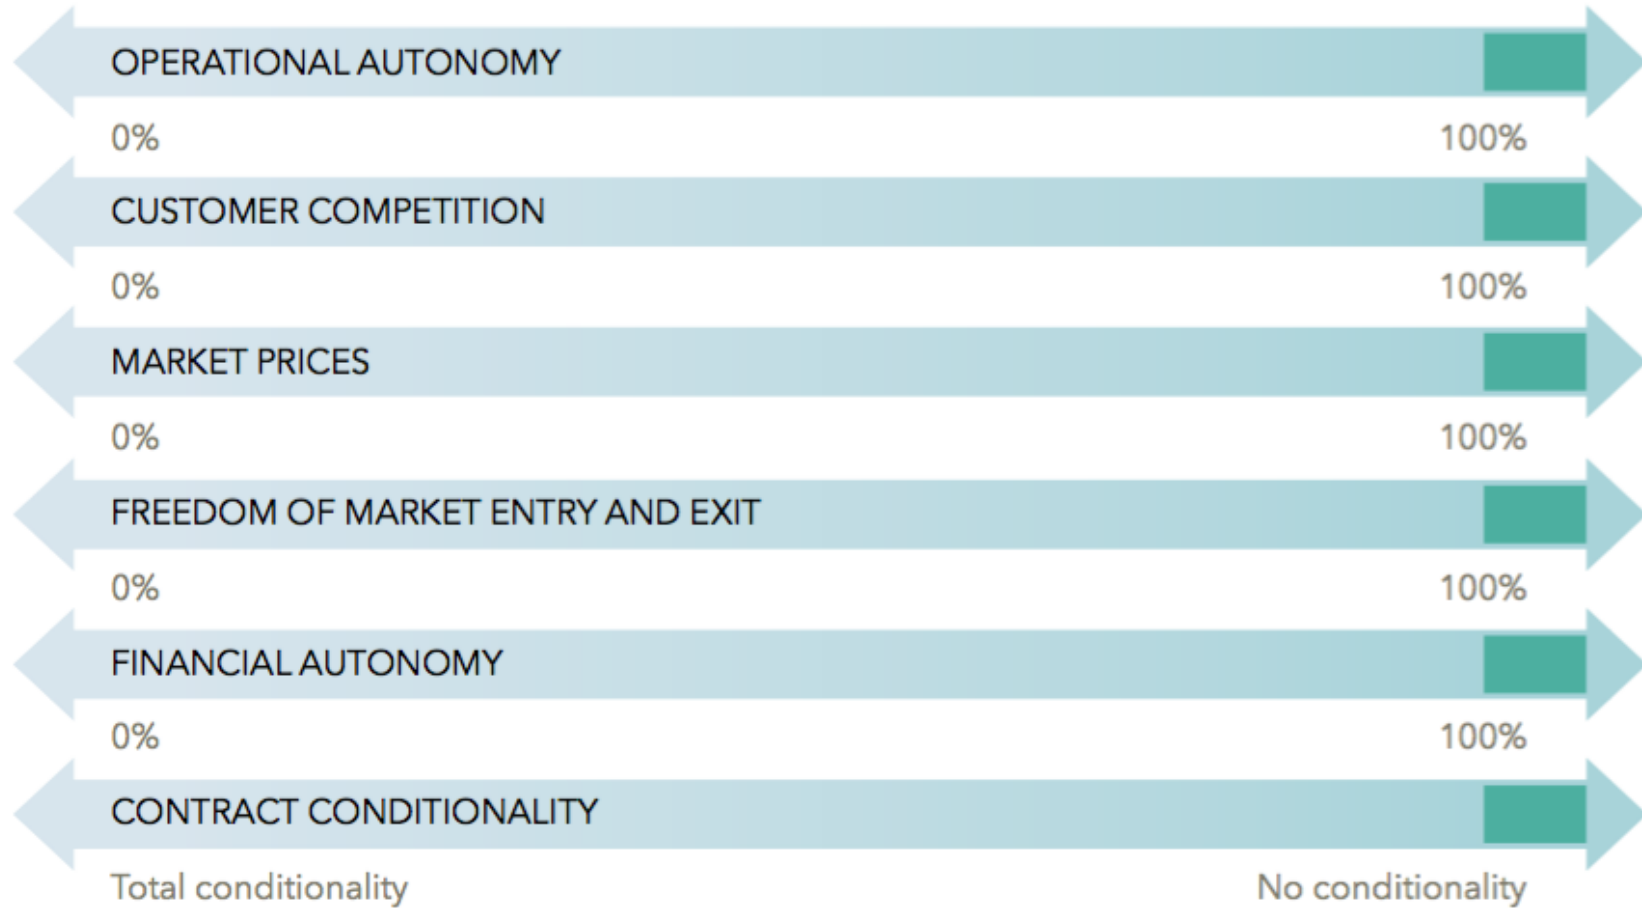 OPERATIONAL AUTONOMY
0% 100%
CUSTOMER COMPETITION
0% 100%
MARKET PRICES
0% 100%
FREEDOM OF MARKET ENTRY AND EXIT
0% 100%
FINANCIAL AUTONOMY
0% 100%
CONTRACT CONDITIONALITY
Total conditionality No conditionality